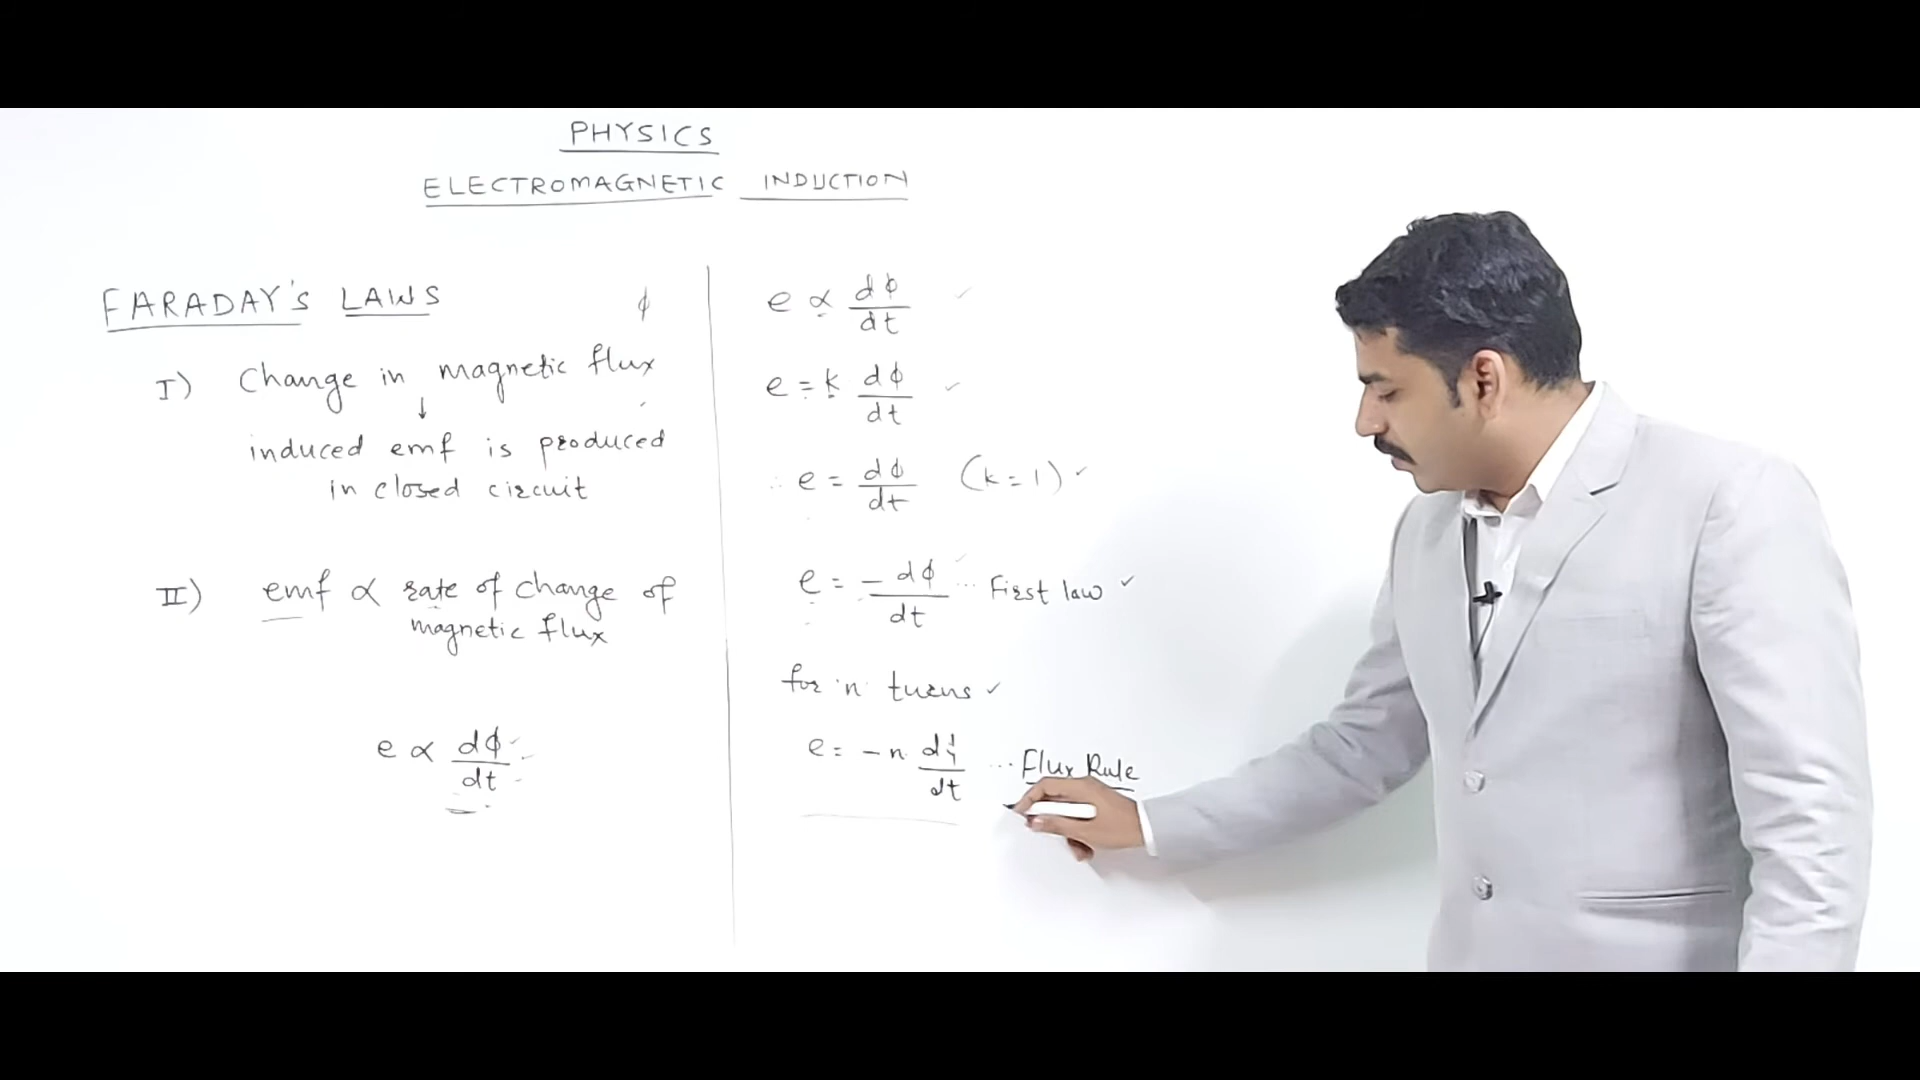 PHYSICS
ELECTROMAGNETIC INDUCTION
FARADAY'S LAWS
ϕ
I) Change in magnetic flux
↓
induced emf is produced
in closed circuit
II) emf ∝ rate of change of
magnetic flux
e ∝ dϕ/dt
e ∝ dϕ/dt ✓
e = k dϕ/dt ✓
∴ e = dϕ/dt (k = 1) ✓
e = - dϕ/dt ... First law ✓
for 'n' turns ✓
e = -n dϕ/dt ... Flux Rule